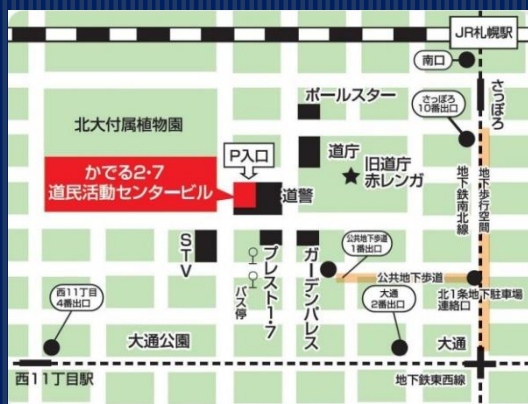 JR札幌駅
南口
さっぽろ
さっぽろ
10番出口
ポールスター
北大付属植物園
P入口
道庁
旧道庁
赤レンガ
かでる2・7
道民活動センタービル
道警
地下鉄南北線
地下歩行空間
STV
プレスト1・7
ガーデンパレス
公共地下歩道
1番出口
公共地下歩道
バス停
北1条地下駐車場
連絡口
西11丁目
4番出口
大通
2番出口
大通公園
大通
西11丁目駅
地下鉄東西線